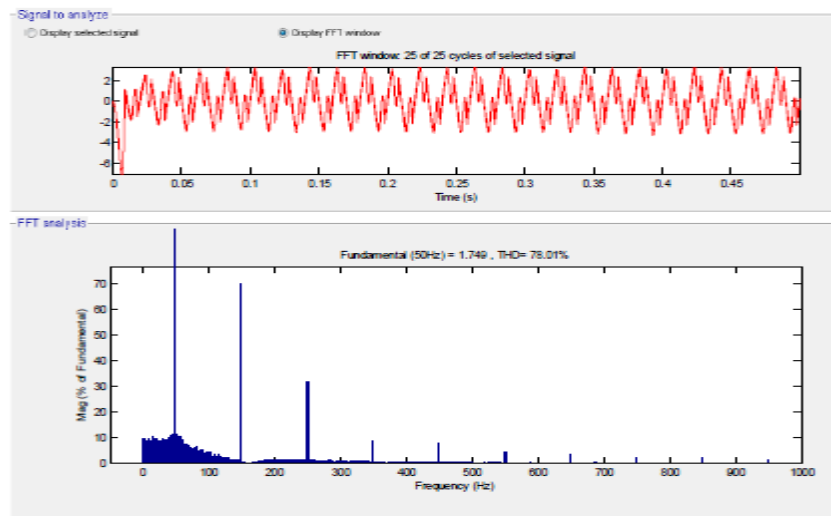 Signal to analyze
Display selected signal Display FFT window
FFT window: 25 of 25 cycles of selected signal
2
0
-2
-4
-6
0 0.05 0.1 0.15 0.2 0.25 0.3 0.35 0.4 0.45
Time (s)
FFT analysis
Fundamental (50Hz) = 1.749 , THD= 78.01%
70
60
50
40
30
20
10
0
Mag (% of Fundamental)
0 100 200 300 400 500 600 700 800 900 1000
Frequency (Hz)